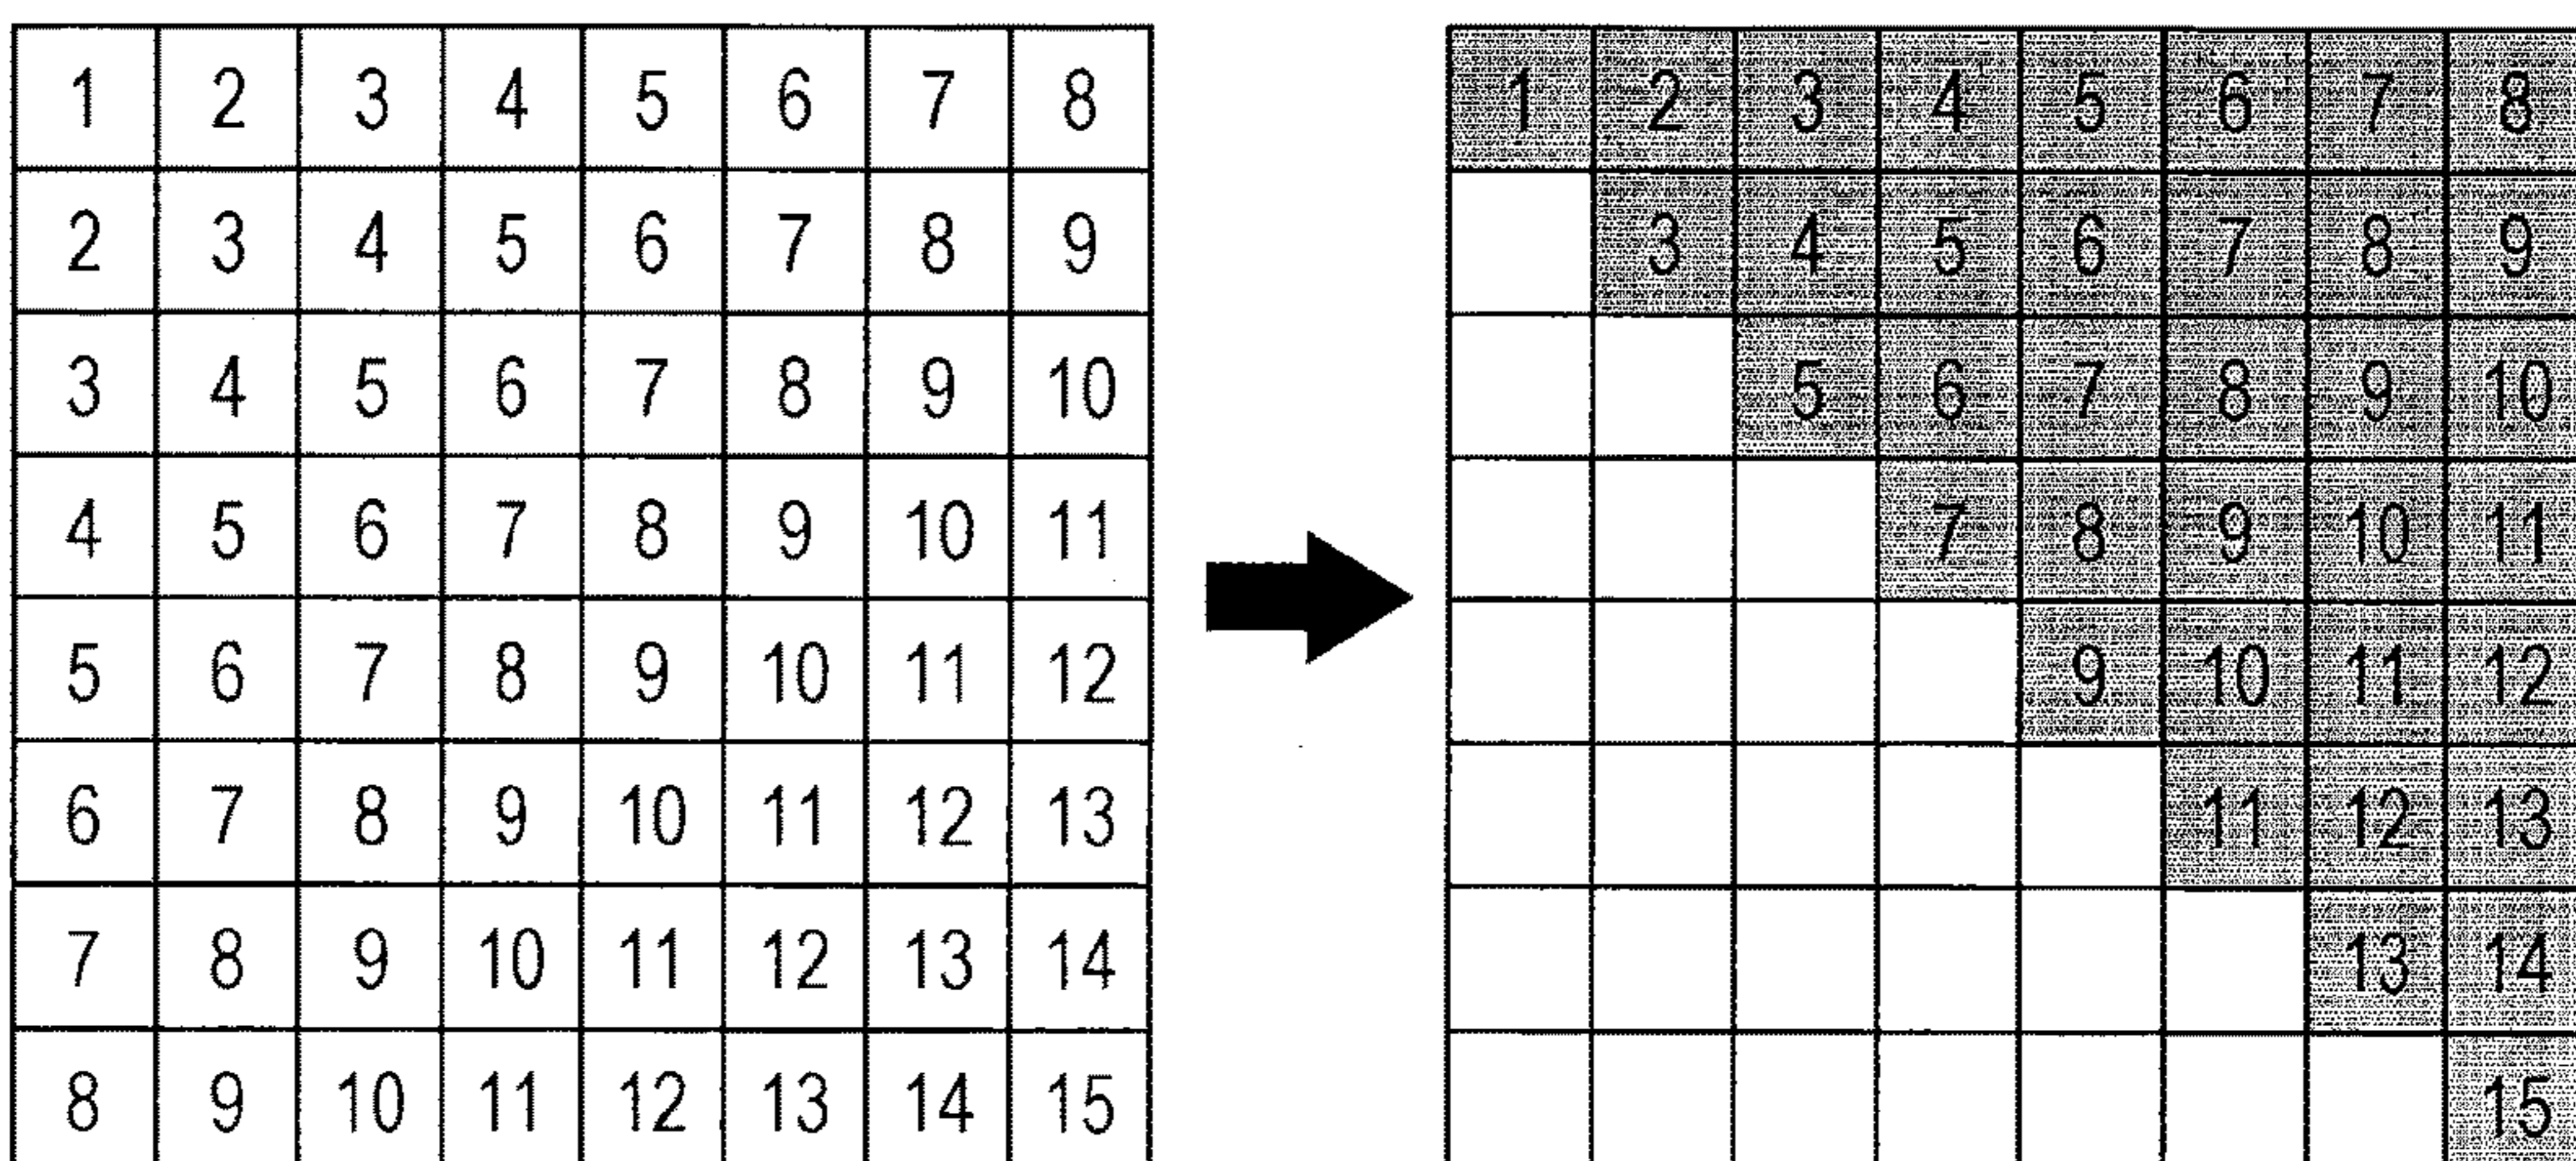 1 2 3 4 5 6 7 8 1 2 3 4 5 6 7 8
2 3 4 5 6 7 8 9 3 4 5 6 7 8 9
3 4 5 6 7 8 9 10 5 6 7 8 9 10
4 5 6 7 8 9 10 11 7 8 9 10 11
5 6 7 8 9 10 11 12 9 10 11 12
6 7 8 9 10 11 12 13 11 12 13
7 8 9 10 11 12 13 14 13 14
8 9 10 11 12 13 14 15 15